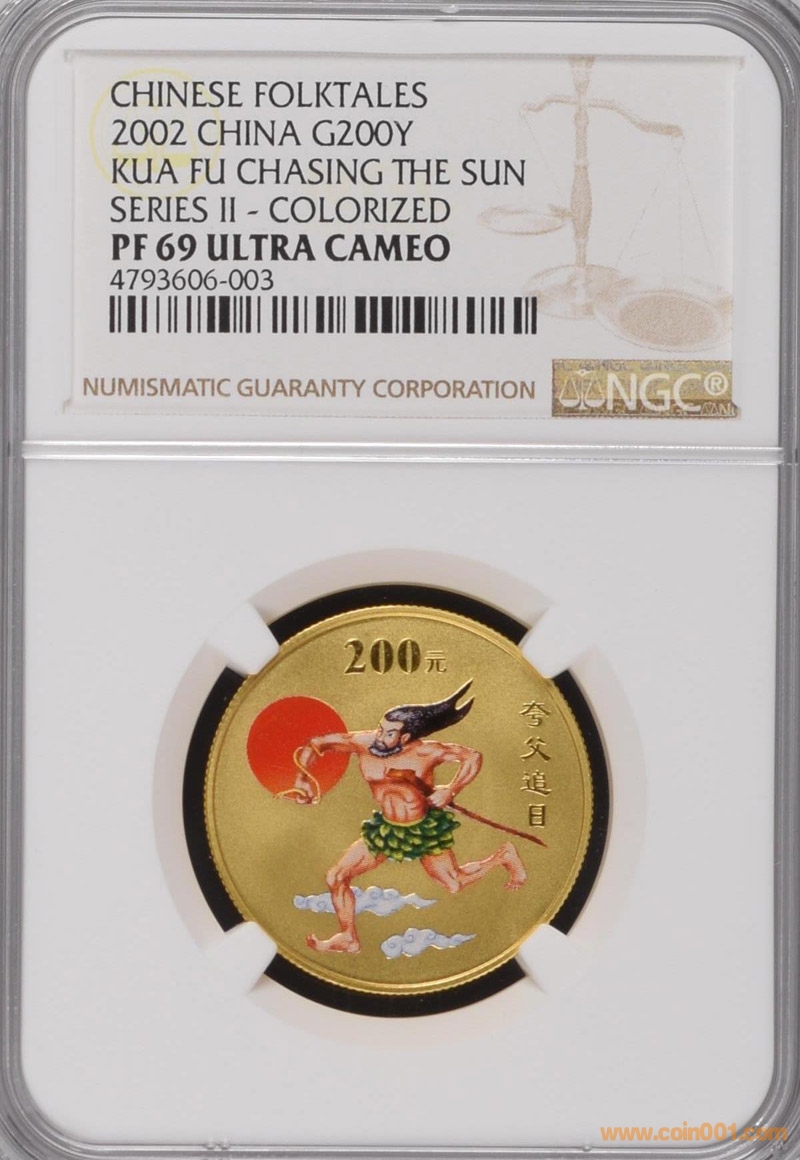 CHINESE FOLKTALES
2002 CHINA G200Y
KUA FU CHASING THE SUN
SERIES II - COLORIZED
PF 69 ULTRA CAMEO
4793606-003
NUMISMATIC GUARANTY CORPORATION
NGC®
200元
夸父追日
www.coin001.com